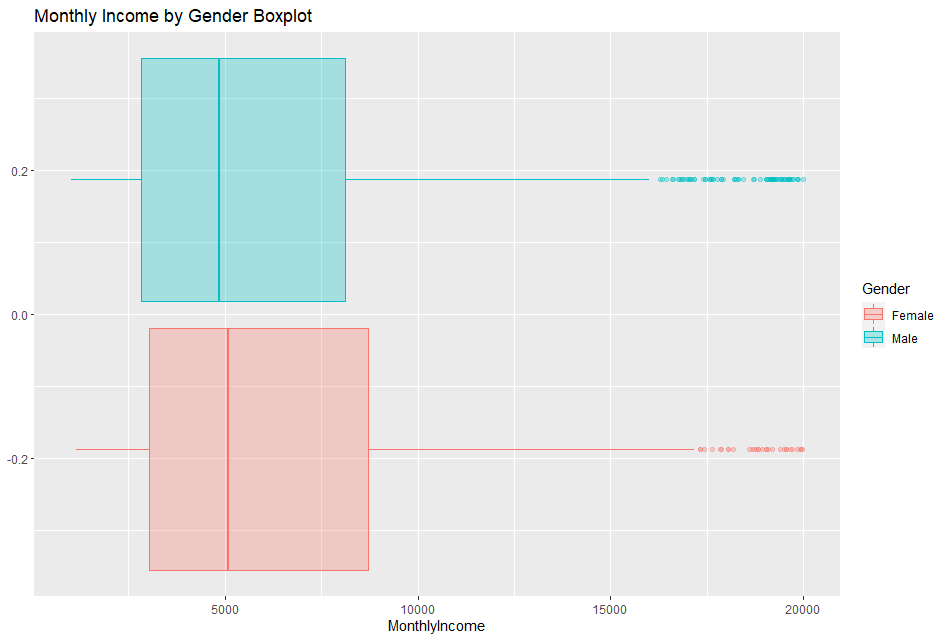 Monthly Income by Gender Boxplot
0.2
0.0
-0.2
5000 10000 15000 20000
MonthlyIncome
Gender
Female
Male